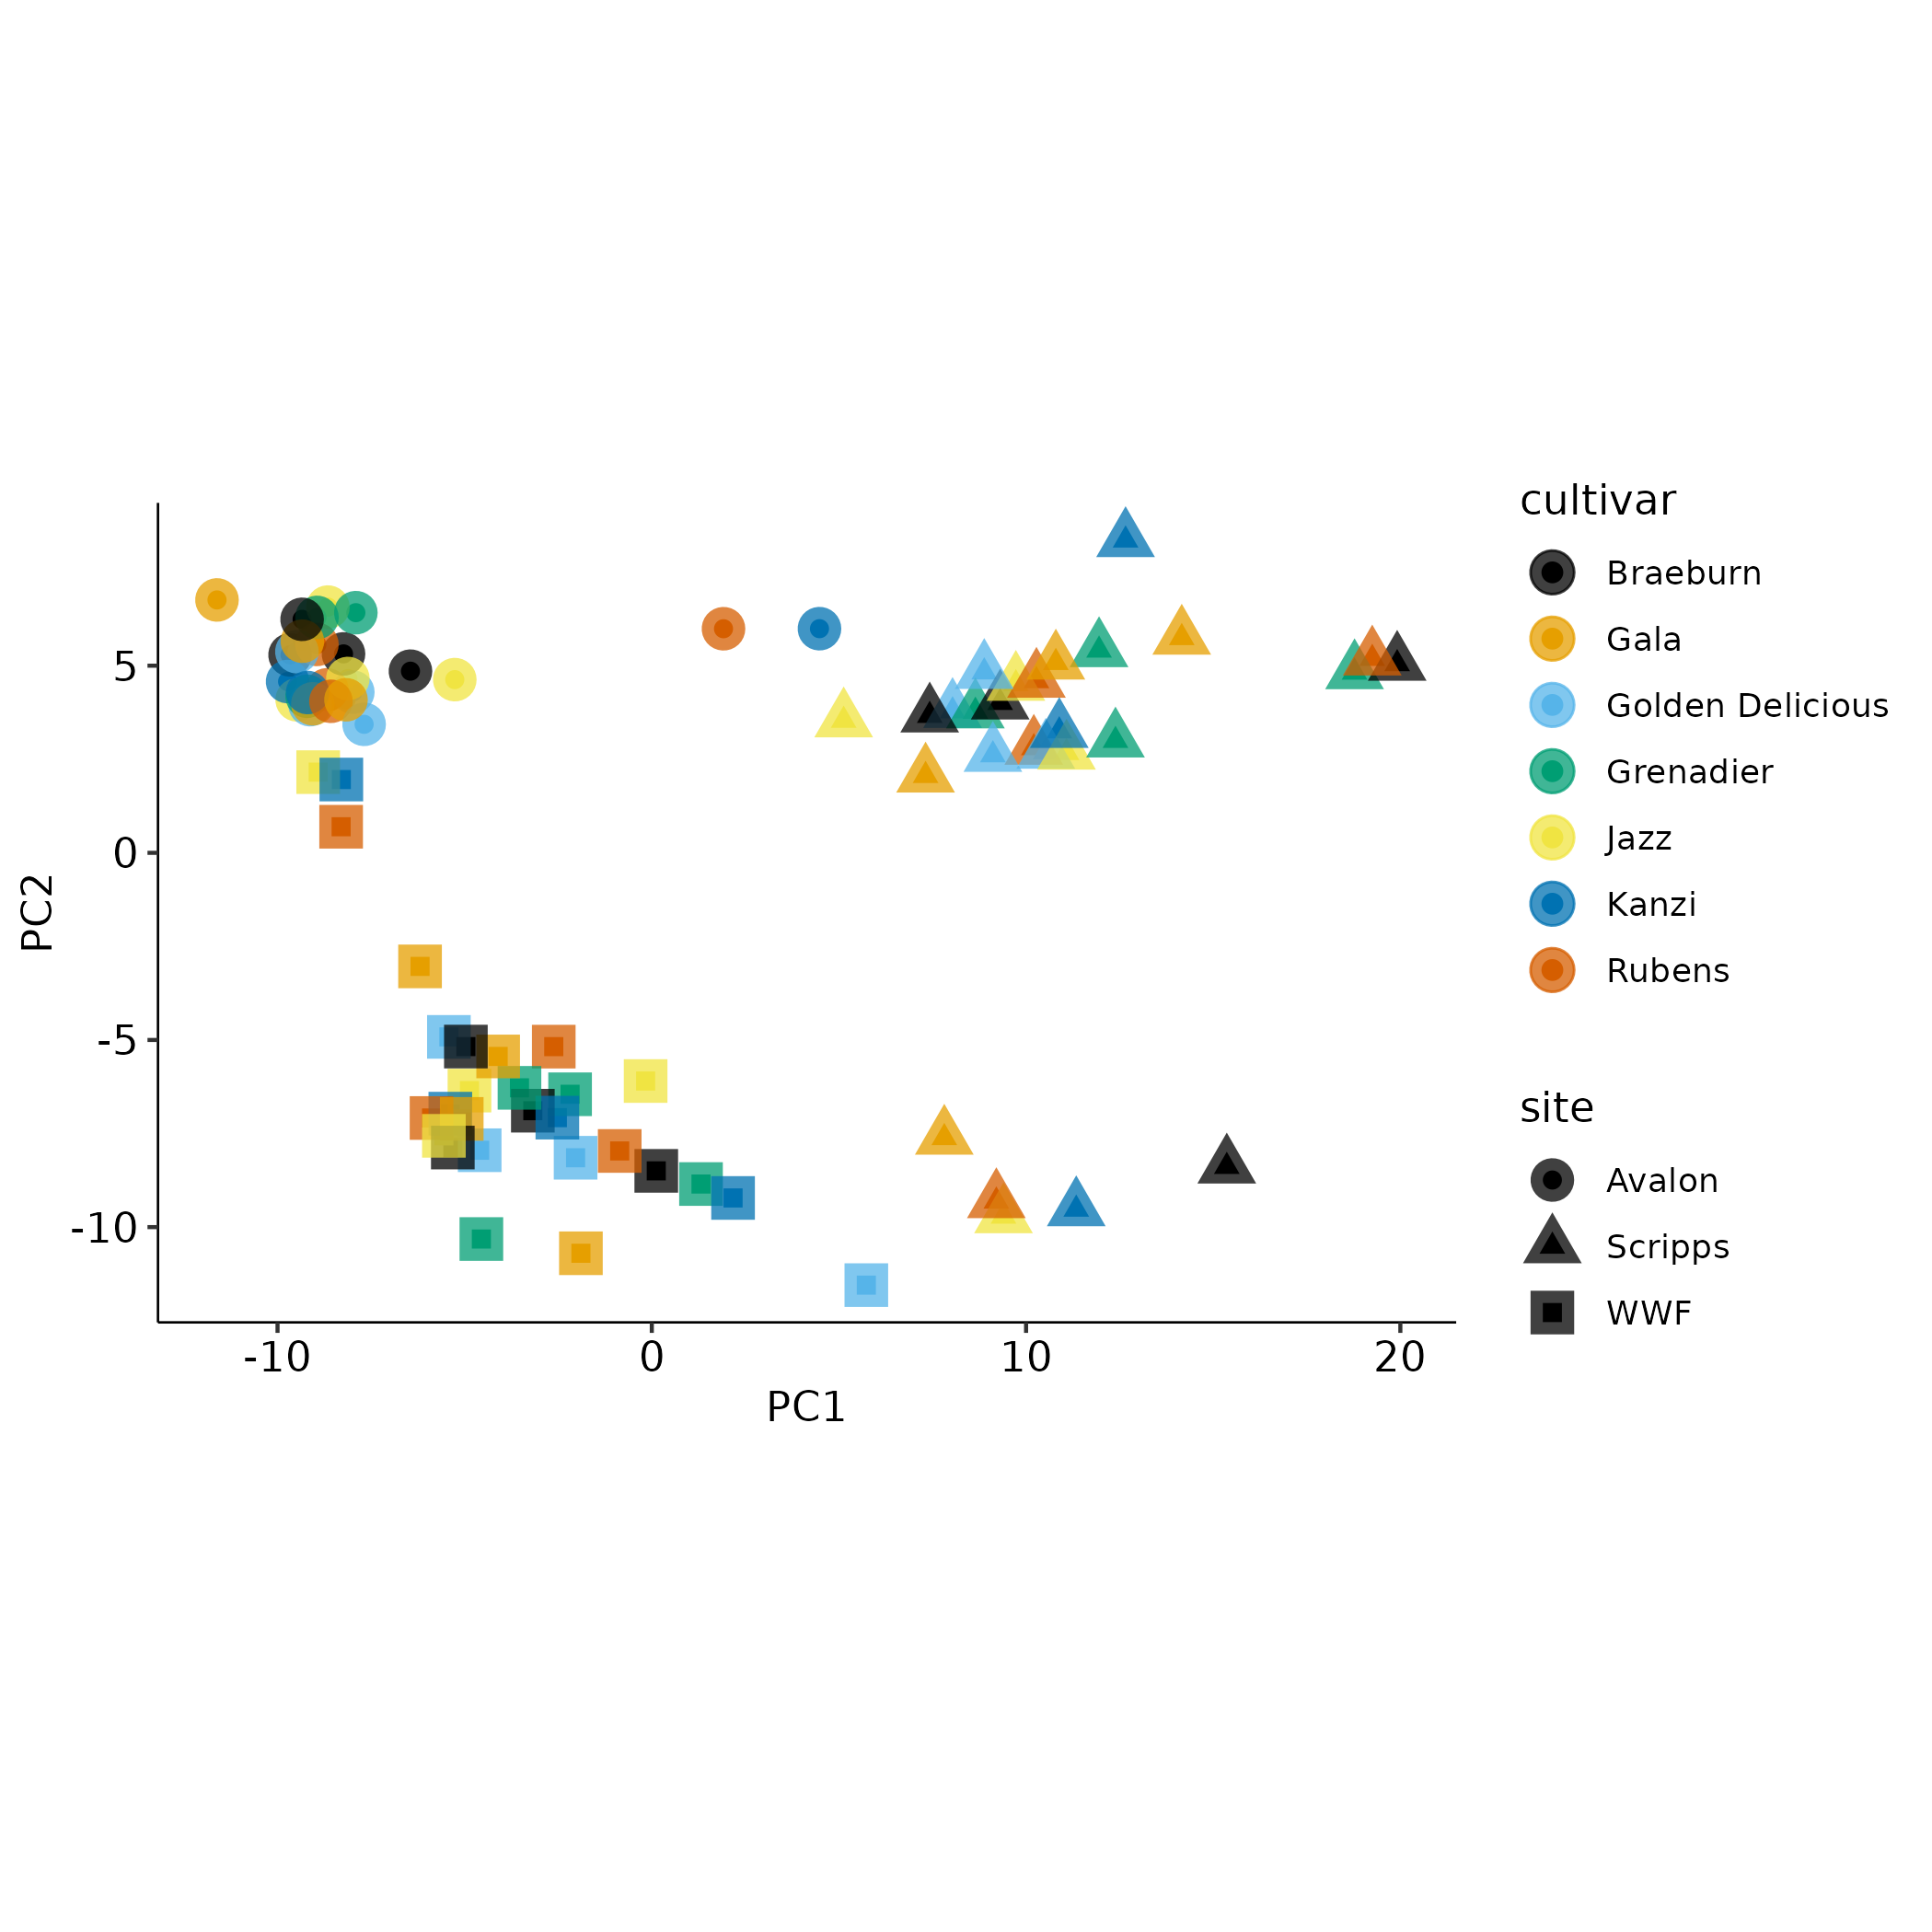 cultivar
Braeburn
Gala
Golden Delicious
Grenadier
Jazz
Kanzi
Rubens
site
Avalon
Scripps
WWF
PC2
5
0
-5
-10
-10
0
10
20
PC1